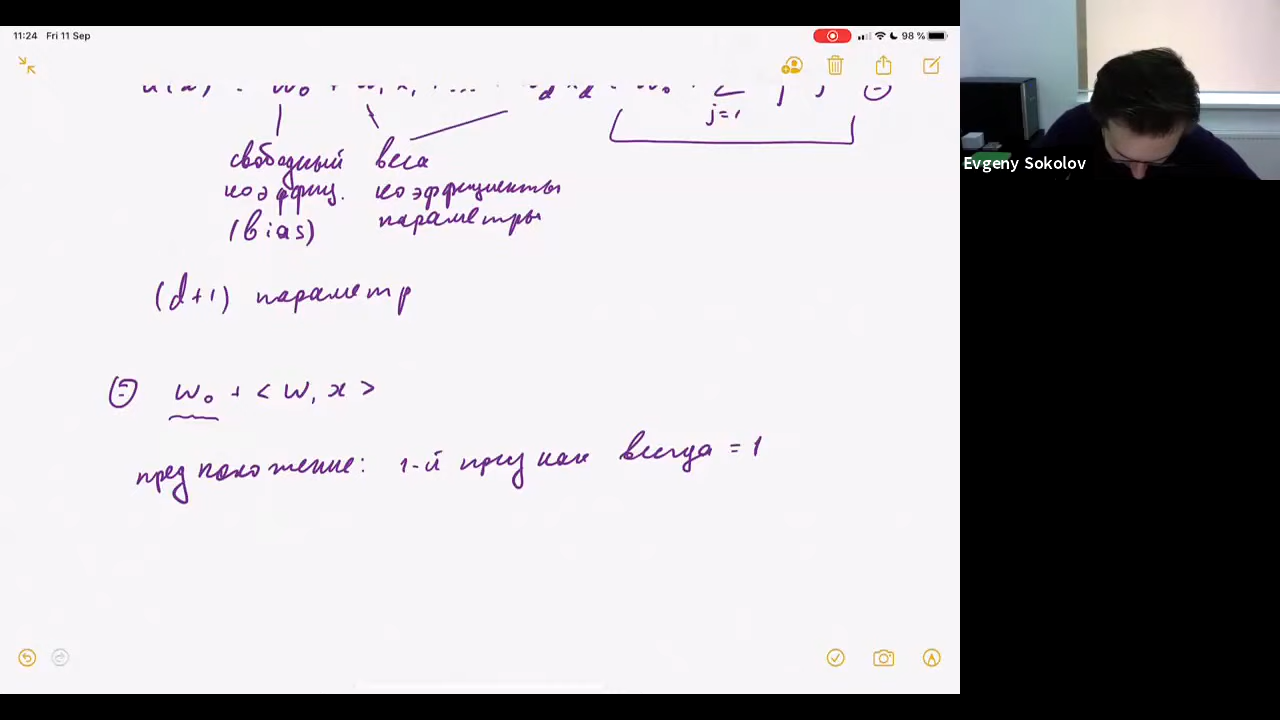 11:24 Fri 11 Sep 98 %
j=1
свободный веса
коэффиц. коэффициенты
(bias) параметры
(d+1) параметр
= w₀ + < w, x >
предположение: 1-й признак всегда = 1
Evgeny Sokolov